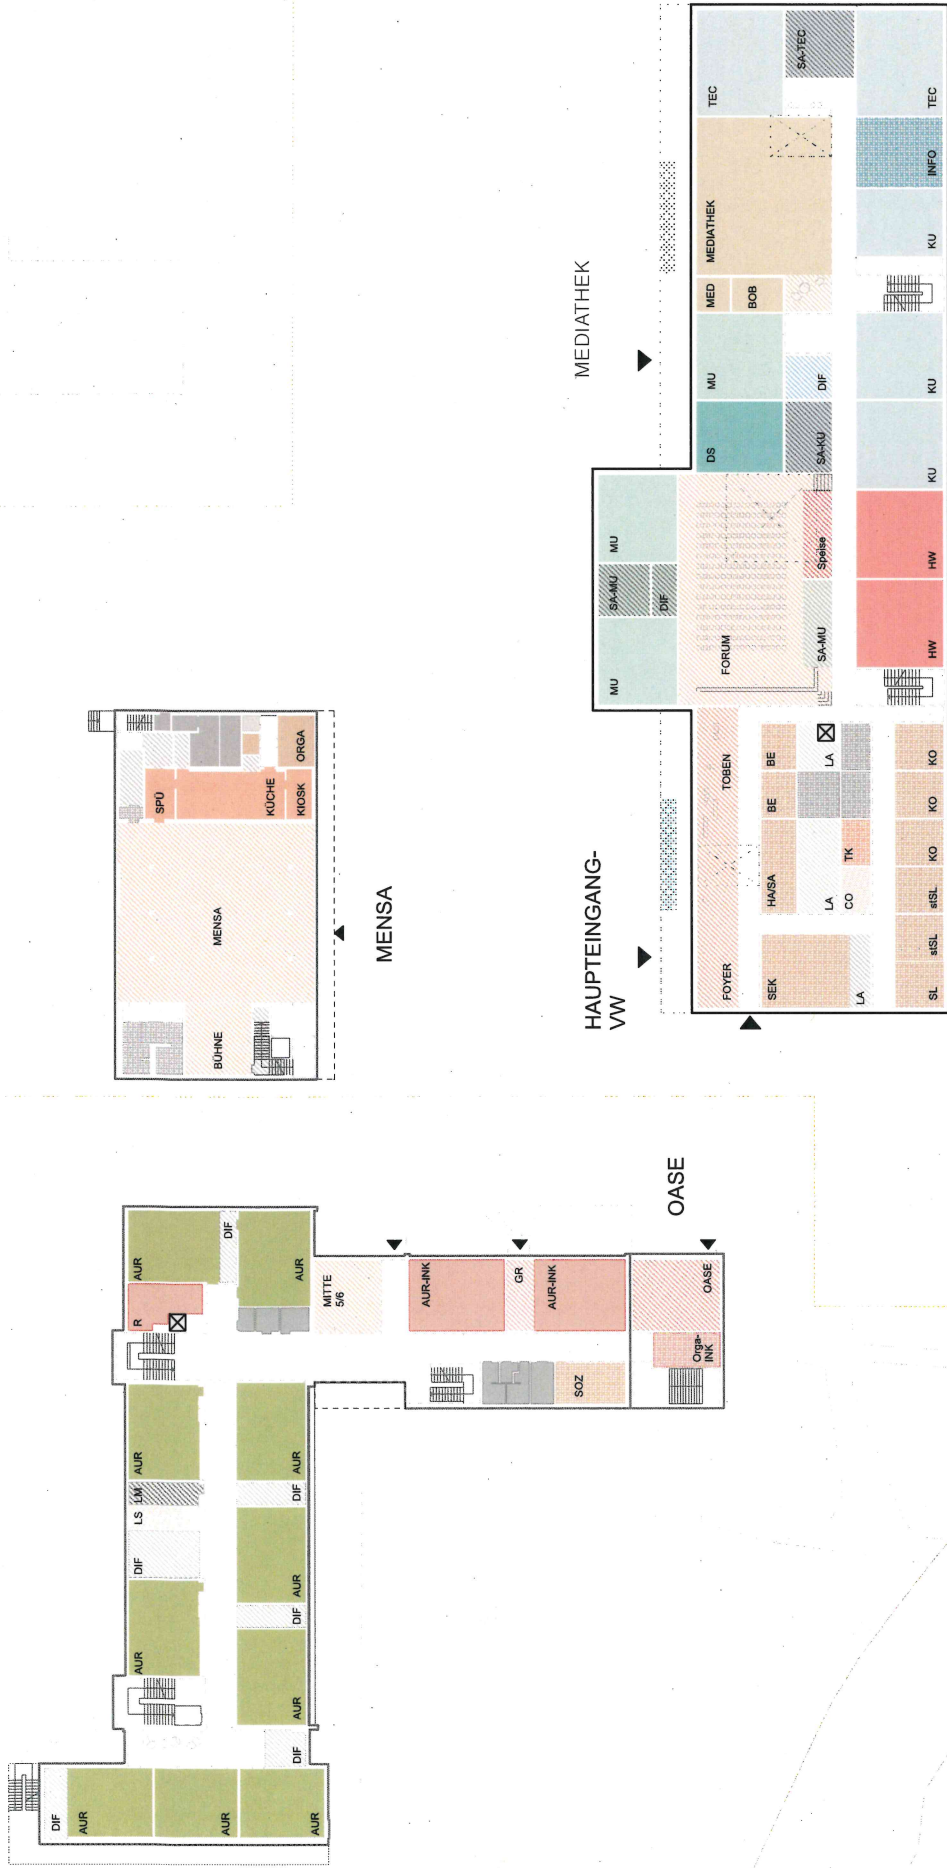 TEC
SA-TEC
TEC
MEDIATHEK
INFO
KU
MED
BOB
MEDIATHEK
MU
DIF
KU
DS
SA-KU
KU
MU
SA-MU
DIF
MU
FORUM
Speise
SA-MU
HW
HW
TOBEN
FOYER
BE
BE
LA
HA/SA
LA
CO
TK
SEK
LA
KO
KO
KO
stSL
stSL
SL
HAUPTEINGANG-
VW
SPÜ
KÜCHE
KIOSK
ORGA
MENSA
BÜHNE
MENSA
AUR
DIF
AUR
R
MITTE
5/6
AUR-INK
GR
AUR-INK
SOZ
OASE
Orga-
INK
OASE
AUR
LM
LS
DIF
AUR
AUR
DIF
AUR
DIF
AUR
DIF
DIF
AUR
AUR
AUR